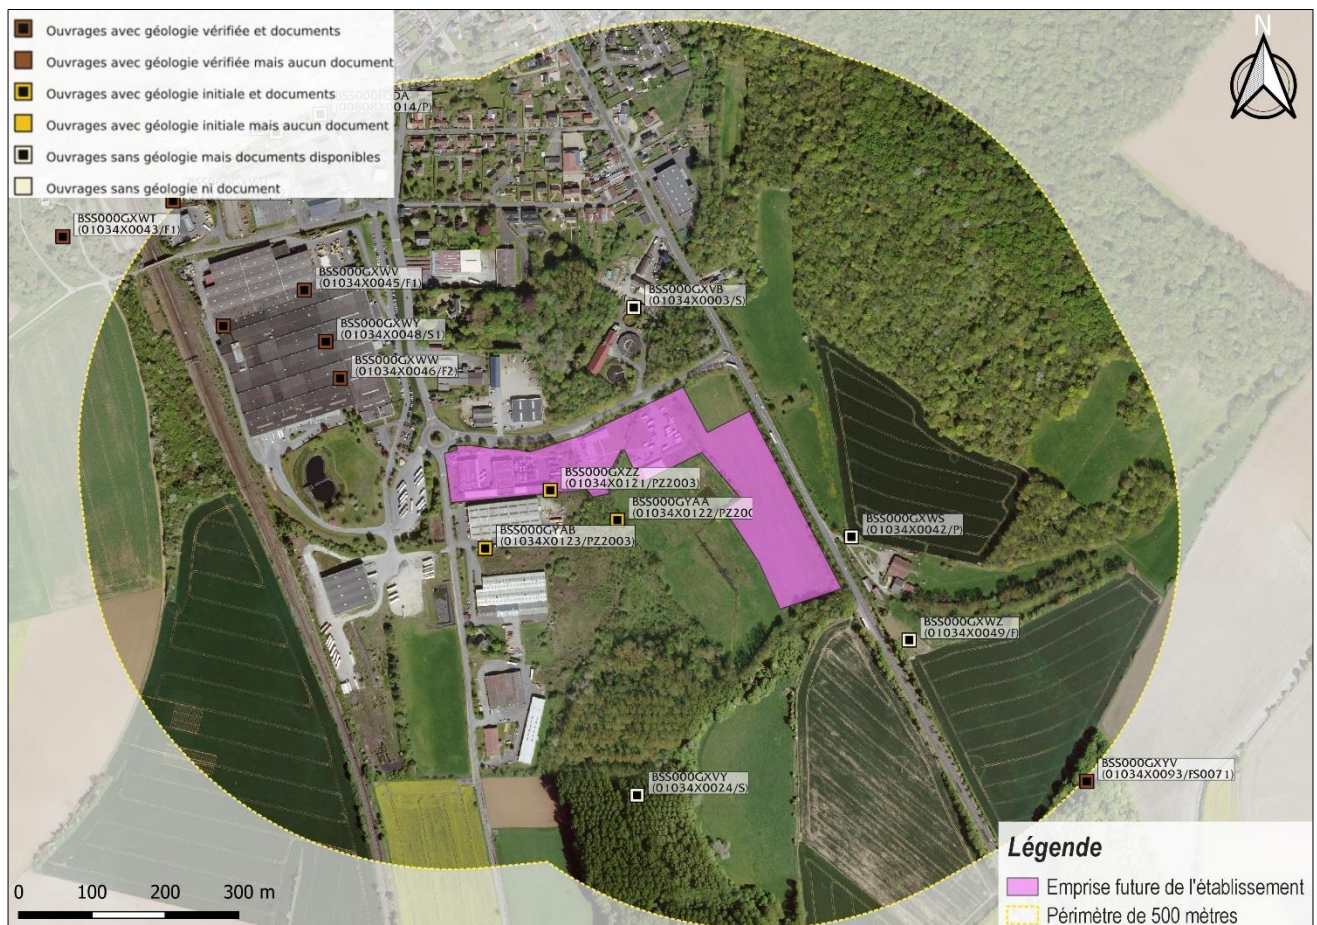 Ouvrages avec géologie vérifiée et documents
Ouvrages avec géologie vérifiée mais aucun document
Ouvrages avec géologie initiale et documents
Ouvrages avec géologie initiale mais aucun document
Ouvrages sans géologie mais documents disponibles
Ouvrages sans géologie ni document
N
BSS000GXWT
(01034X0043/F1)
BSS000GXWV
(01034X0045/F1)
BSS000GXVB
(01034X0003/S)
BSS000GXWY
(01034X0048/S1)
BSS000GXWW
(01034X0046/F2)
BSS000GXZZ
(01034X0121/PZ2003)
BSS000GYAA
(01034X0122/PZ200
BSS000GYAB
(01034X0123/PZ2003)
BSS000GXWS
(01034X0042/P)
BSS000GXWZ
(01034X0049/F)
BSS000GXYV
(01034X0093/FS0071)
BSS000GXVY
(01034X0024/S)
Légende
Emprise future de l'établissement
Périmètre de 500 mètres
0 100 200 300 m